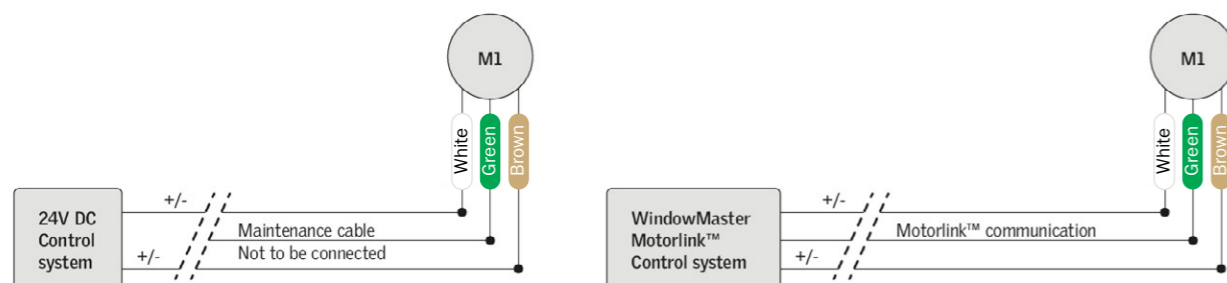 M1
White
Green
Brown
24V DC
Control
system
+/-
Maintenance cable
Not to be connected
+/-
M1
White
Green
Brown
WindowMaster
Motorlink™
Control system
+/-
Motorlink™ communication
+/-